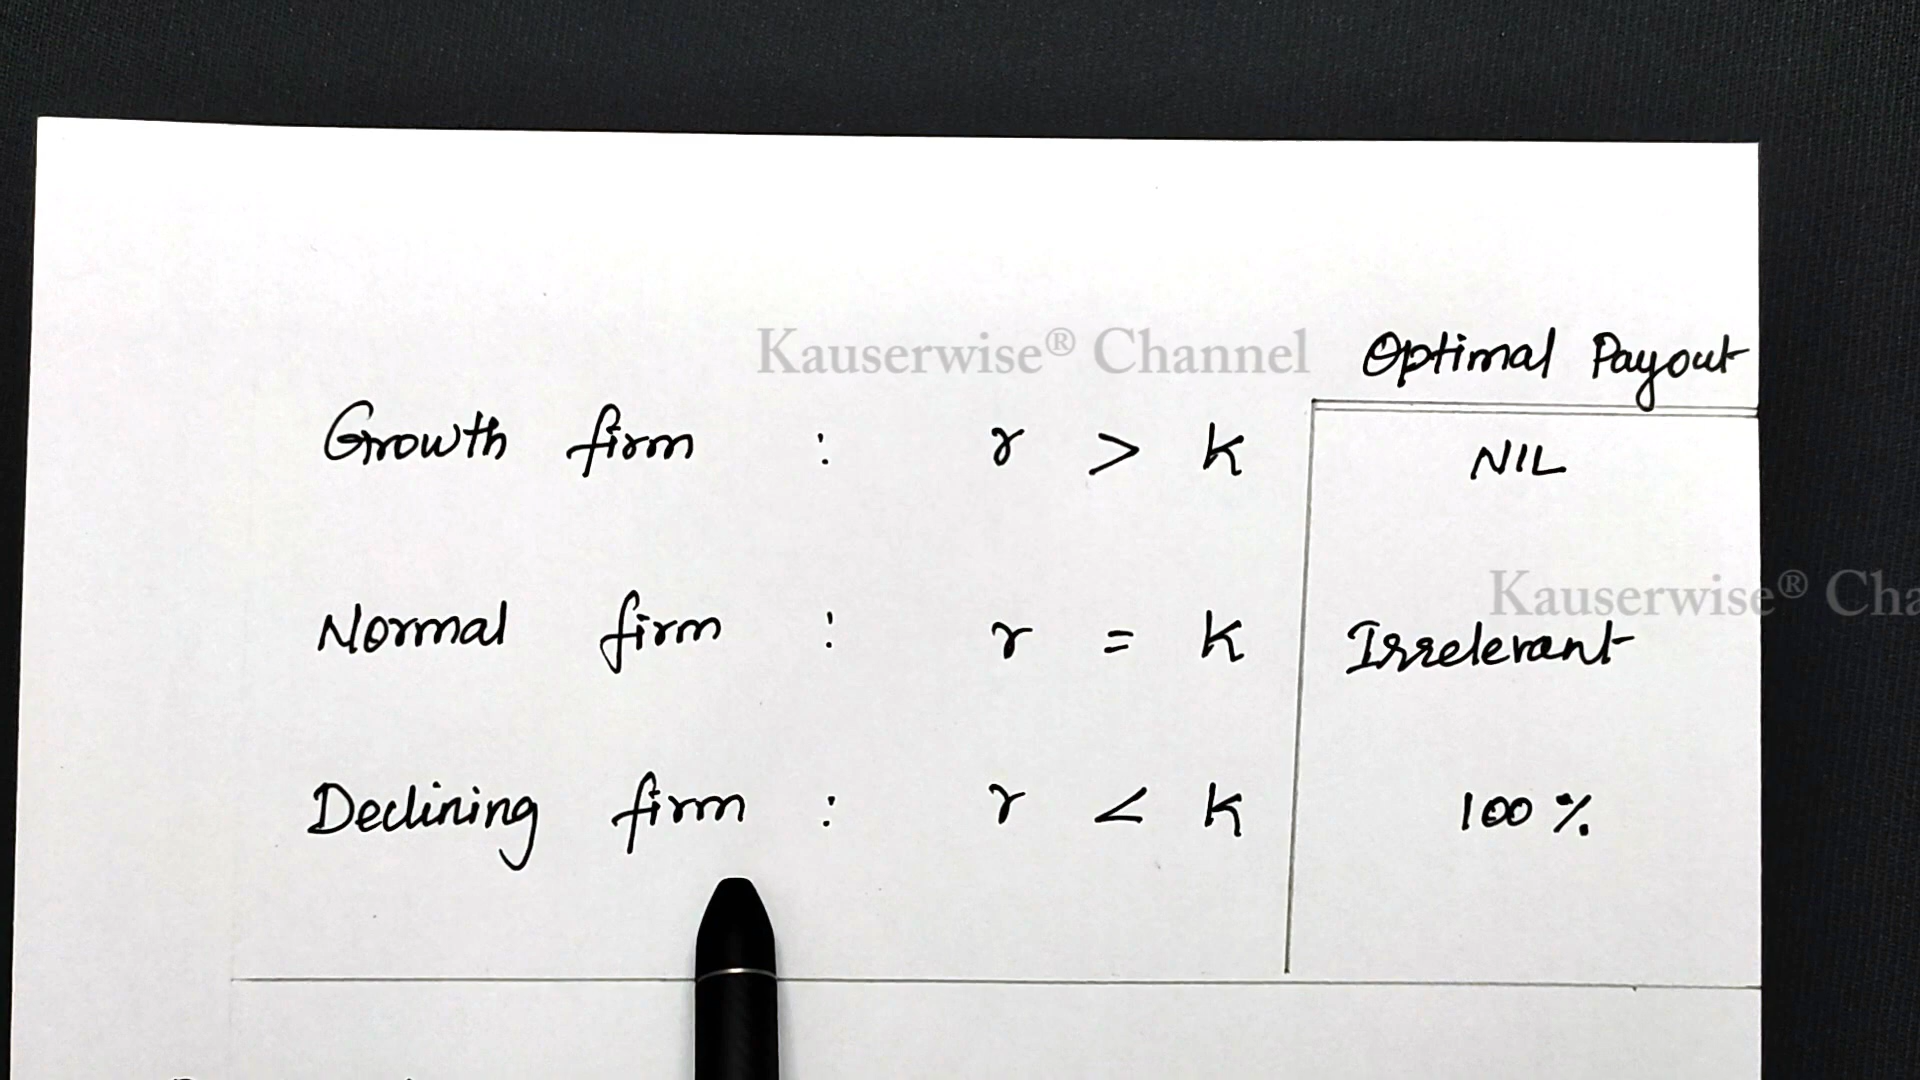 Kauserwise® Channel
Optimal Payout
Growth firm : r > k NIL
Kauserwise® Cha
Normal firm : r = k Irrelevant
Declining firm : r < k 100 %